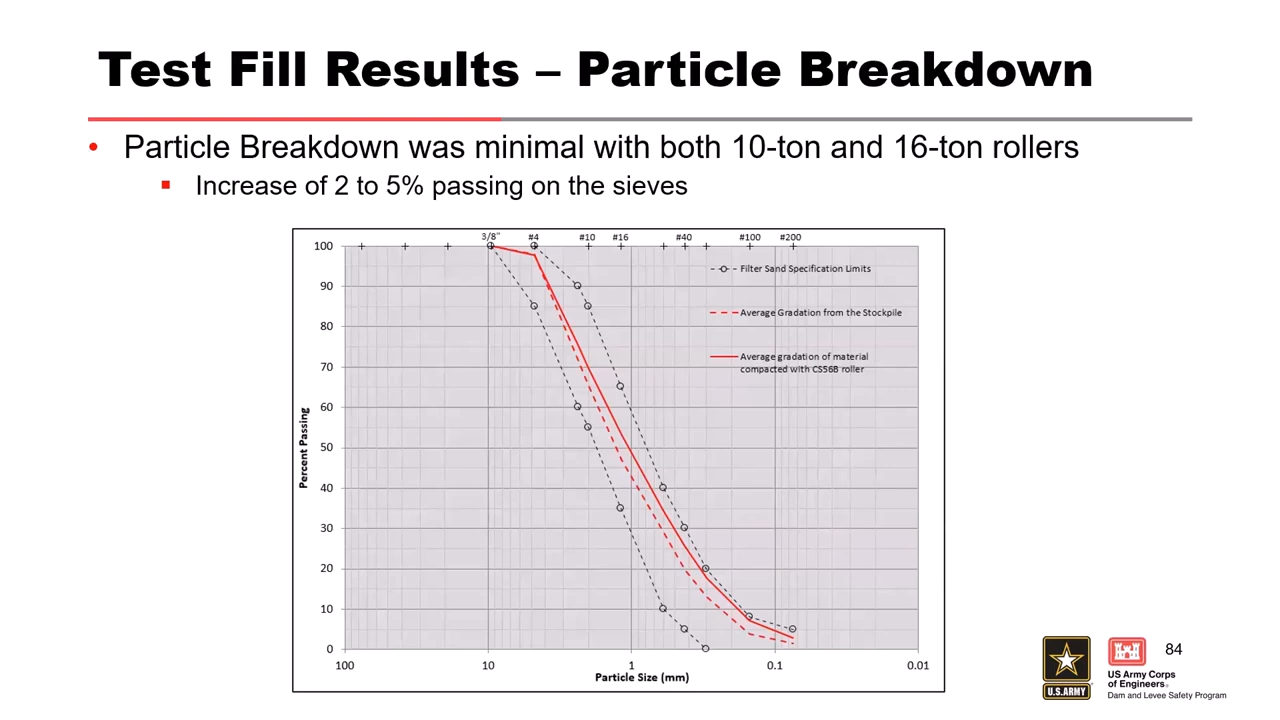 Test Fill Results – Particle Breakdown
• Particle Breakdown was minimal with both 10-ton and 16-ton rollers
▪ Increase of 2 to 5% passing on the sieves
3/8" #4 #10 #16 #40 #100 #200
100
90
80
70
60
50
40
30
20
10
0
Percent Passing
Filter Sand Specification Limits
Average Gradation from the Stockpile
Average gradation of material
compacted with CS56B roller
100 10 1 0.1 0.01
Particle Size (mm)
U.S.ARMY
US Army Corps
of Engineers®
Dam and Levee Safety Program
84